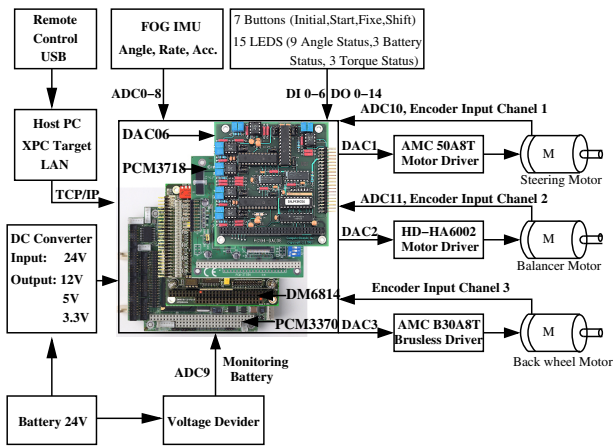 Remote
Control
USB
FOG IMU
Angle, Rate, Acc.
7 Buttons (Initial,Start,Fixe,Shift)
15 LEDS (9 Angle Status,3 Battery
Status, 3 Torque Status)
ADC0−8
DI 0−6
DO 0−14
Host PC
XPC Target
LAN
TCP/IP
DAC06
PCM3718
DM6814
PCM3370
ADC10, Encoder Input Chanel 1
DAC1
AMC 50A8T
Motor Driver
M
Steering Motor
ADC11, Encoder Input Chanel 2
DAC2
HD−HA6002
Motor Driver
M
Balancer Motor
Encoder Input Chanel 3
DAC3
AMC B30A8T
Brusless Driver
M
Back wheel Motor
DC Converter
Input: 24V
Output: 12V
5V
3.3V
ADC9
Monitoring
Battery
Battery 24V
Voltage Devider